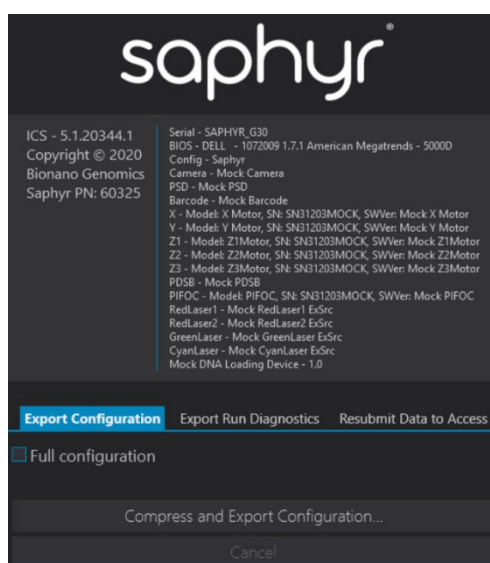 saphyr®
ICS - 5.1.20344.1
Copyright © 2020
Bionano Genomics
Saphyr PN: 60325
Serial - SAPHYR_G30
BIOS - DELL - 1072009 1.7.1 American Megatrends - 5000D
Config - Saphyr
Camera - Mock Camera
PSD - Mock PSD
Barcode - Mock Barcode
X - Model: X Motor, SN: SN31203MOCK, SWVer: Mock X Motor
Y - Model: Y Motor, SN: SN31203MOCK, SWVer: Mock Y Motor
Z1 - Model: Z1Motor, SN: SN31203MOCK, SWVer: Mock Z1Motor
Z2 - Model: Z2Motor, SN: SN31203MOCK, SWVer: Mock Z2Motor
Z3 - Model: Z3Motor, SN: SN31203MOCK, SWVer: Mock Z3Motor
PDSB - Mock PDSB
PIFOC - Model: PIFOC, SN: SN31203MOCK, SWVer: Mock PIFOC
RedLaser1 - Mock RedLaser1 ExSrc
RedLaser2 - Mock RedLaser2 ExSrc
GreenLaser - Mock GreenLaser ExSrc
CyanLaser - Mock CyanLaser ExSrc
Mock DNA Loading Device - 1.0
Export Configuration Export Run Diagnostics Resubmit Data to Access
Full configuration
Compress and Export Configuration...
Cancel